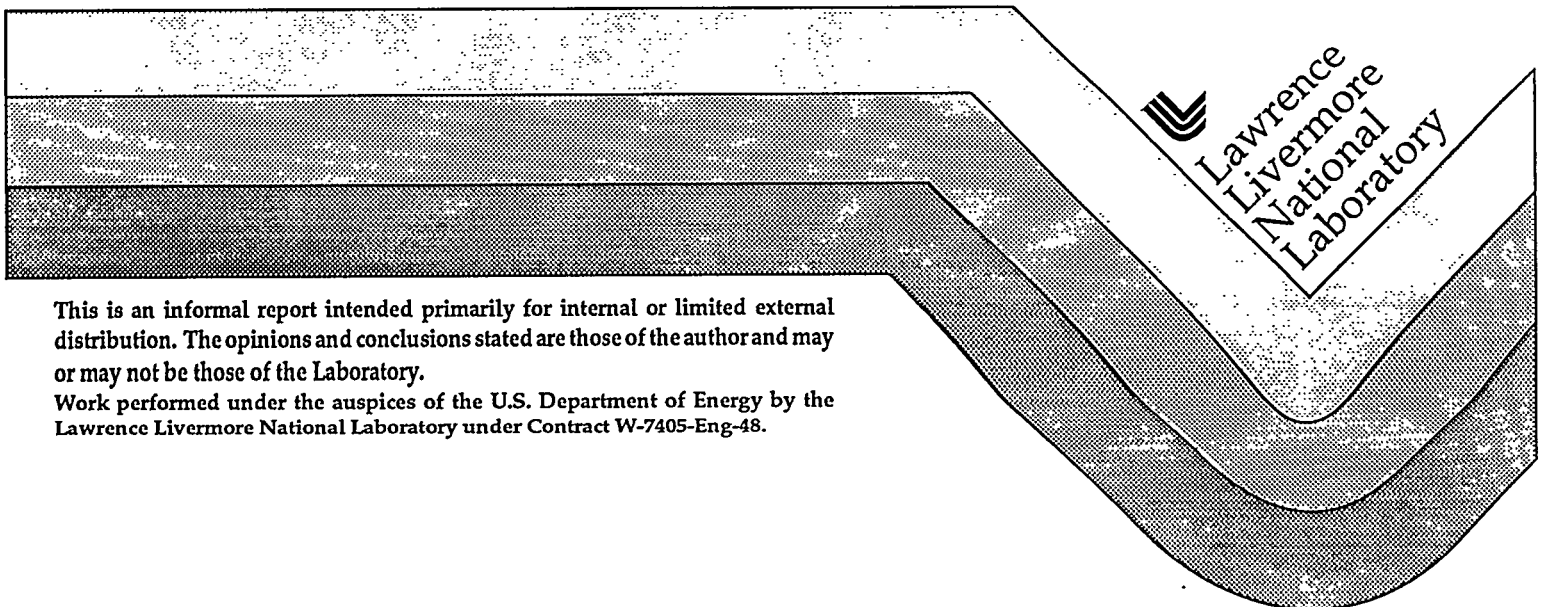 Lawrence
Livermore
National
Laboratory
This is an informal report intended primarily for internal or limited external
distribution. The opinions and conclusions stated are those of the author and may
or may not be those of the Laboratory.
Work performed under the auspices of the U.S. Department of Energy by the
Lawrence Livermore National Laboratory under Contract W-7405-Eng-48.